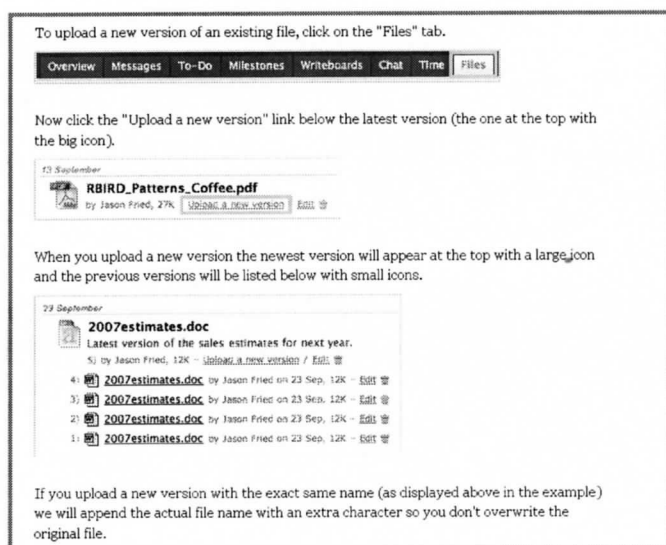 To upload a new version of an existing file, click on the "Files" tab.
Overview Messages To-Do Milestones Writeboards Chat Time Files
Now click the "Upload a new version" link below the latest version (the one at the top with
the big icon).
13 September
RBIRD_Patterns_Coffee.pdf
by Jason Fried, 27K Upload a new version Edit
When you upload a new version the newest version will appear at the top with a large icon
and the previous versions will be listed below with small icons.
23 September
2007estimates.doc
Latest version of the sales estimates for next year.
5) by Jason Fried, 12K – Upload a new version / Edit
4) 2007estimates.doc by Jason Fried on 23 Sep, 12K – Edit
3) 2007estimates.doc by Jason Fried on 23 Sep, 12K – Edit
2) 2007estimates.doc by Jason Fried on 23 Sep, 12K – Edit
1) 2007estimates.doc by Jason Fried on 23 Sep, 12K – Edit
If you upload a new version with the exact same name (as displayed above in the example)
we will append the actual file name with an extra character so you don't overwrite the
original file.